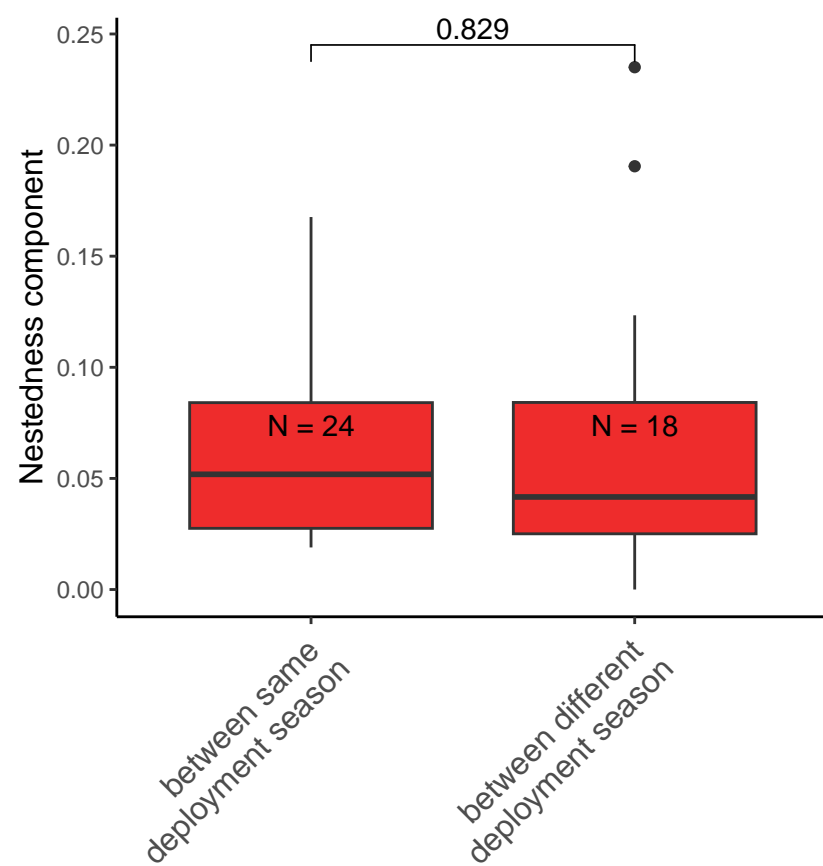 0.829
0.25
0.20
0.15
0.10
0.05
0.00
Nestedness component
N = 24
N = 18
between same
deployment season
between different
deployment season